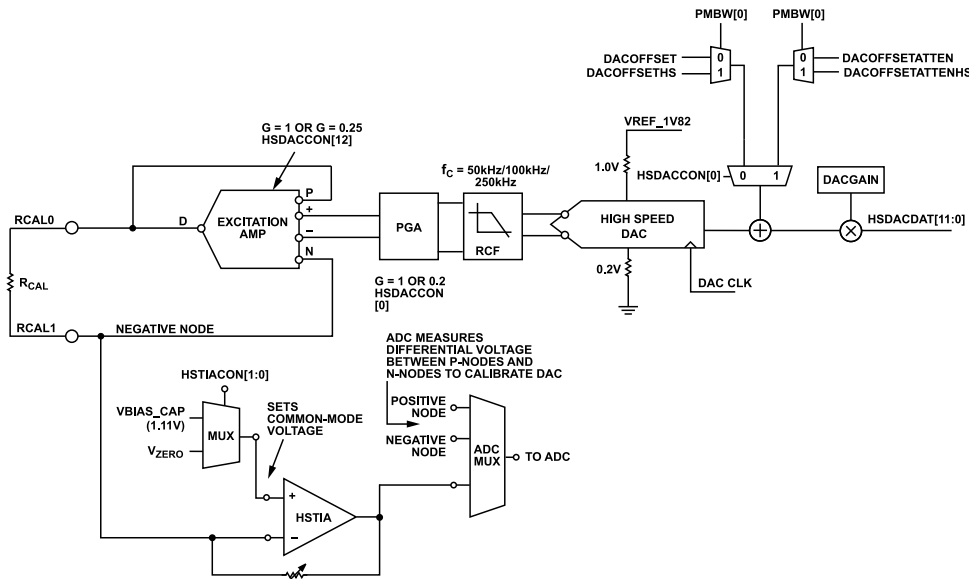 PMBW[0]
PMBW[0]
DACOFFSET
DACOFFSETHS
0
1
0
1
DACOFFSETATTEN
DACOFFSETATTENHS
G = 1 OR G = 0.25
HSDACCON[12]
VREF_1V82
1.0V
fC = 50kHz/100kHz/
250kHz
HSDACCON[0]
0
1
DACGAIN
RCAL0
D
EXCITATION
AMP
P
+
–
N
PGA
RCF
HIGH SPEED
DAC
HSDACDAT[11:0]
RCAL
G = 1 OR 0.2
HSDACCON
[0]
0.2V
DAC CLK
RCAL1
NEGATIVE NODE
ADC MEASURES
DIFFERENTIAL VOLTAGE
BETWEEN P-NODES AND
N-NODES TO CALIBRATE DAC
HSTIACON[1:0]
VBIAS_CAP
(1.11V)
VZERO
MUX
SETS
COMMON-MODE
VOLTAGE
POSITIVE
NODE
NEGATIVE
NODE
ADC
MUX
TO ADC
+
–
HSTIA